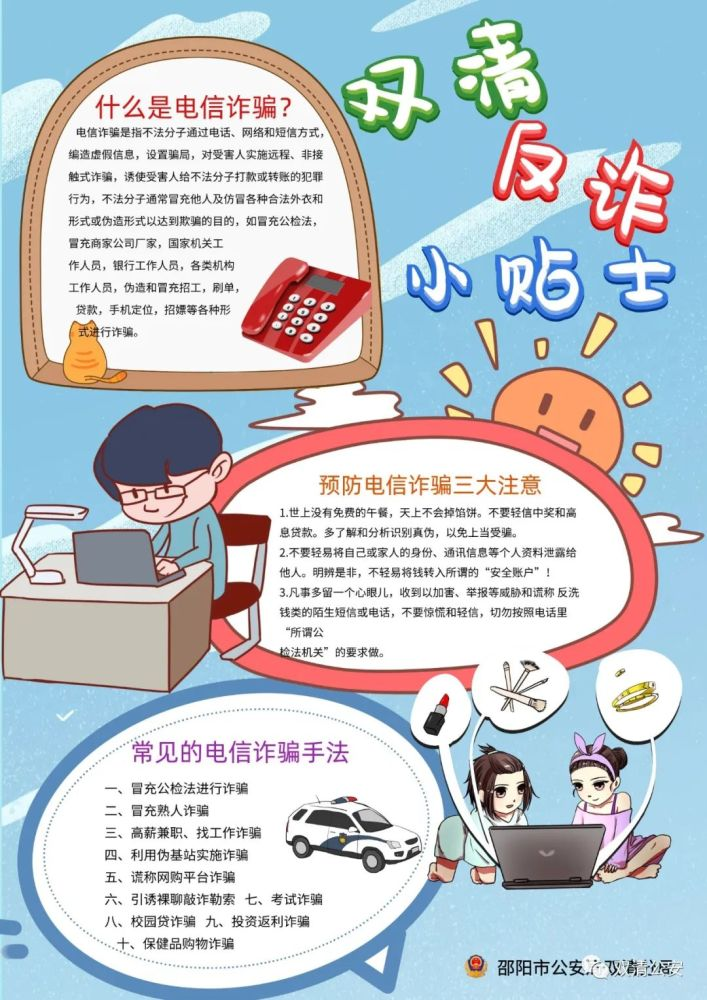 双清
反诈
小贴士
什么是电信诈骗？
电信诈骗是指不法分子通过电话、网络和短信方式，
编造虚假信息，设置骗局，对受害人实施远程、非接
触式诈骗，诱使受害人给不法分子打款或转账的犯罪
行为，不法分子通常冒充他人及仿冒各种合法外衣和
形式或伪造形式以达到欺骗的目的，如冒充公检法，
冒充商家公司厂家，国家机关工
作人员，银行工作人员，各类机构
工作人员，伪造和冒充招工，刷单，
贷款，手机定位，招嫖等各种形
式进行诈骗。
预防电信诈骗三大注意
1.世上没有免费的午餐，天上不会掉馅饼。不要轻信中奖和高
息贷款。多了解和分析识别真伪，以免上当受骗。
2.不要轻易将自己或家人的身份、通讯信息等个人资料泄露给
他人。明辨是非，不轻易将钱转入所谓的“安全账户”！
3.凡事多留一个心眼儿，收到以加害、举报等威胁和谎称 反洗
钱类的陌生短信或电话，不要惊慌和轻信，切勿按照电话里
“所谓公
检法机关”的要求做。
常见的电信诈骗手法
一、冒充公检法进行诈骗
二、冒充熟人诈骗
三、高薪兼职、找工作诈骗
四、利用伪基站实施诈骗
五、谎称网购平台诈骗
六、引诱裸聊敲诈勒索 七、考试诈骗
八、校园贷诈骗 九、投资返利诈骗
十、保健品购物诈骗
邵阳市公安
双清公安